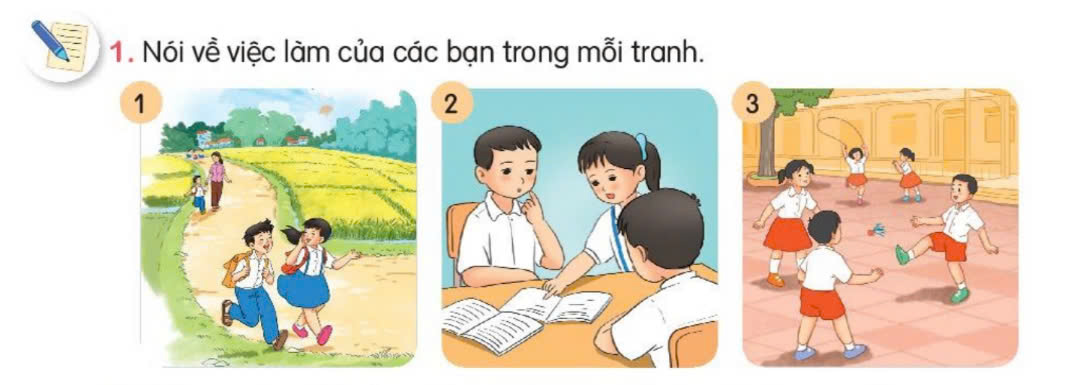 1. Nói về việc làm của các bạn trong mỗi tranh.
1 2 3